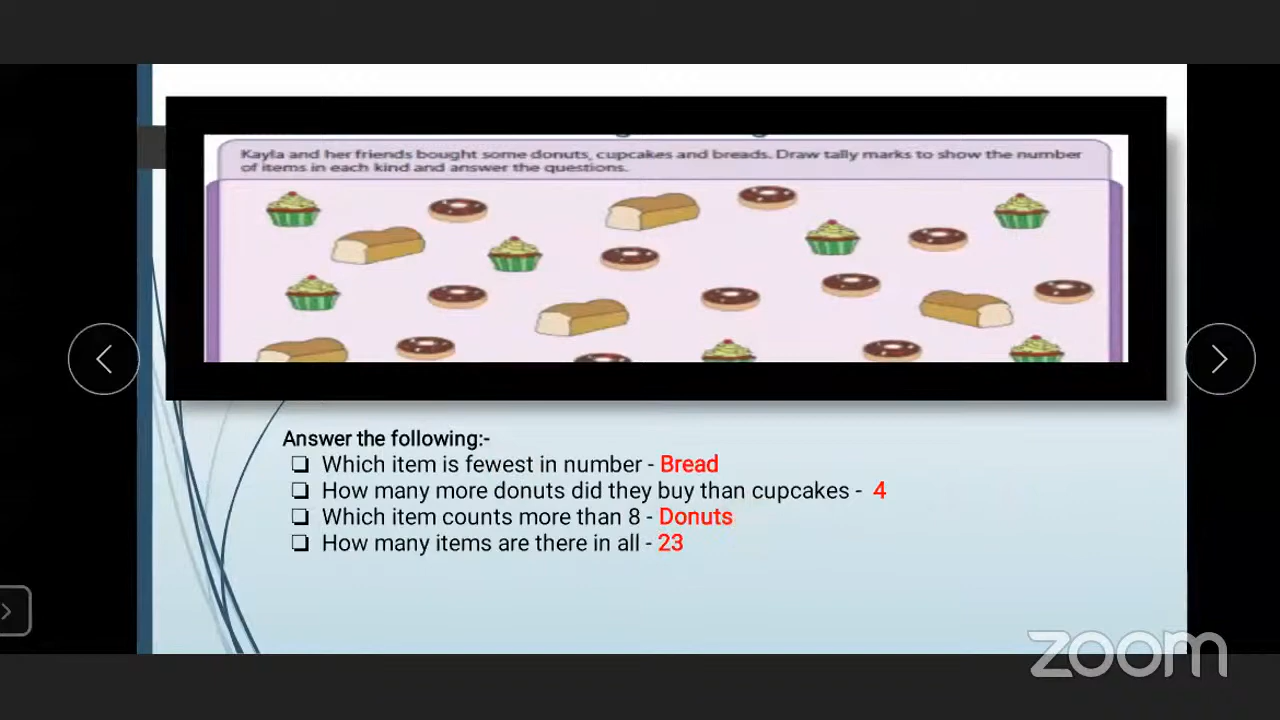 Kayla and her friends bought some donuts, cupcakes and breads. Draw tally marks to show the number
of items in each kind and answer the questions.
Answer the following:-
❑ Which item is fewest in number - Bread
❑ How many more donuts did they buy than cupcakes - 4
❑ Which item counts more than 8 - Donuts
❑ How many items are there in all - 23
zoom